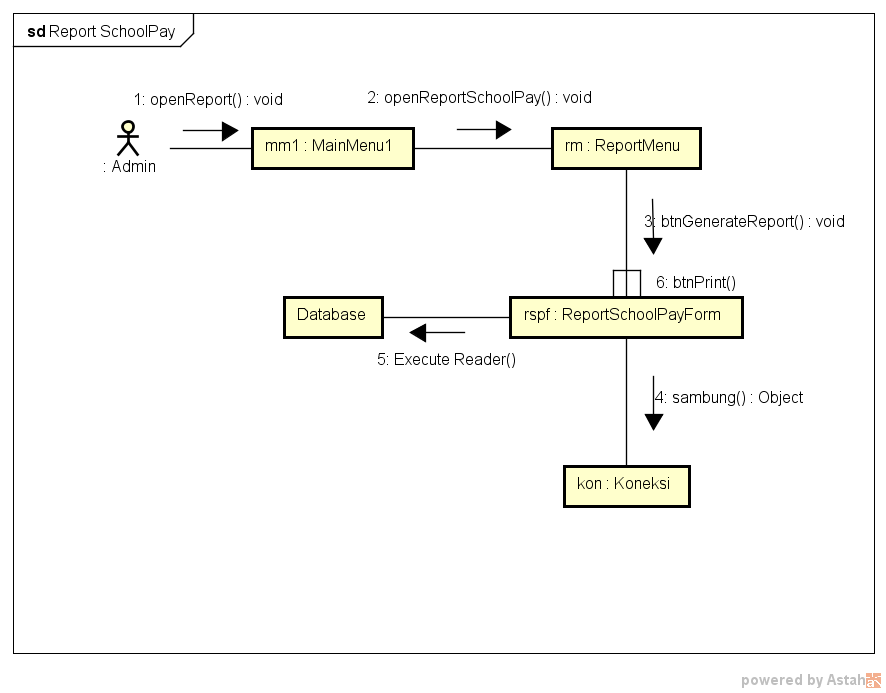 sd Report SchoolPay
1: openReport() : void
2: openReportSchoolPay() : void
: Admin
mm1 : MainMenu1
rm : ReportMenu
3: btnGenerateReport() : void
6: btnPrint()
Database
rspf : ReportSchoolPayForm
5: Execute Reader()
4: sambung() : Object
kon : Koneksi
powered by Astah